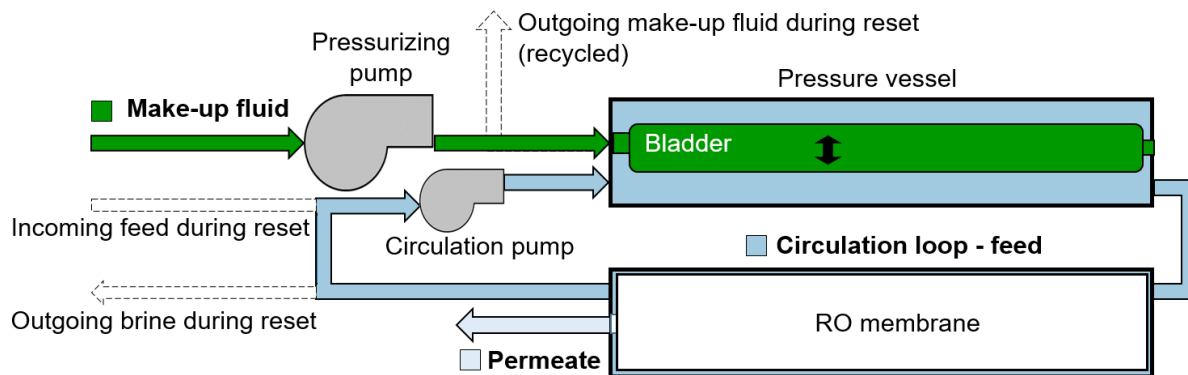 Outgoing make-up fluid during reset
(recycled)
Pressurizing
pump
Pressure vessel
Make-up fluid
Bladder
Incoming feed during reset
Circulation pump
Circulation loop - feed
Outgoing brine during reset
RO membrane
Permeate